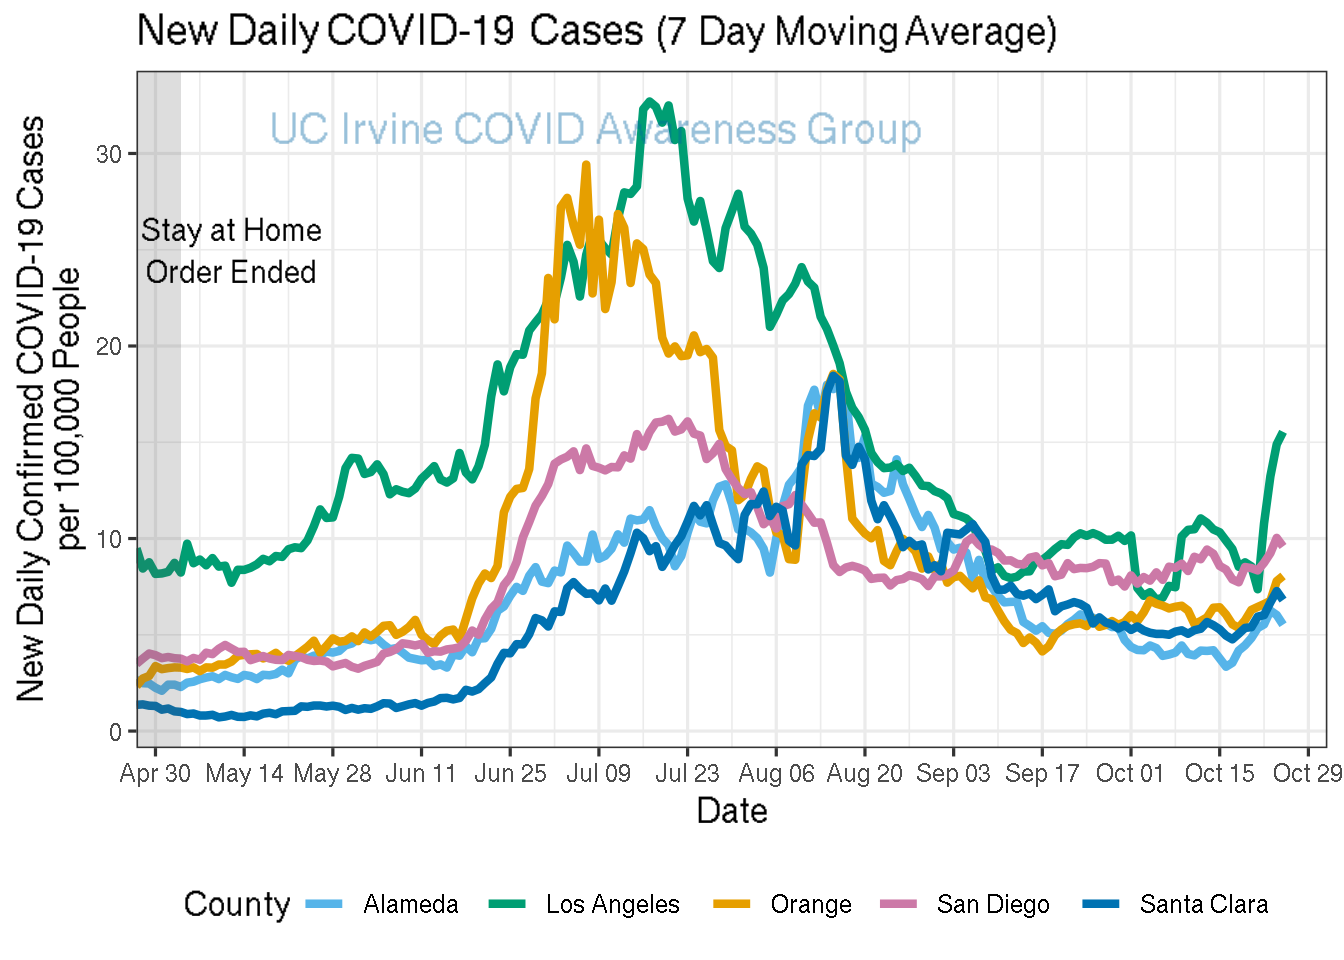 New Daily COVID-19 Cases (7 Day Moving Average)
UC Irvine COVID Awareness Group
Stay at Home
Order Ended
New Daily Confirmed COVID-19 Cases
per 100,000 People
30
20
10
0
Apr 30 May 14 May 28 Jun 11 Jun 25 Jul 09 Jul 23 Aug 06 Aug 20 Sep 03 Sep 17 Oct 01 Oct 15 Oct 29
Date
County Alameda Los Angeles Orange San Diego Santa Clara